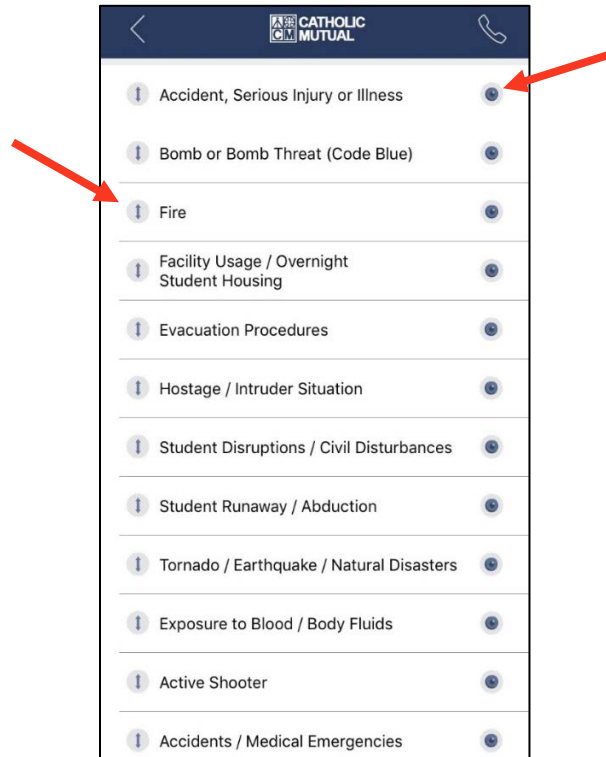 CATHOLIC
CM MUTUAL
Accident, Serious Injury or Illness
Bomb or Bomb Threat (Code Blue)
Fire
Facility Usage / Overnight
Student Housing
Evacuation Procedures
Hostage / Intruder Situation
Student Disruptions / Civil Disturbances
Student Runaway / Abduction
Tornado / Earthquake / Natural Disasters
Exposure to Blood / Body Fluids
Active Shooter
Accidents / Medical Emergencies